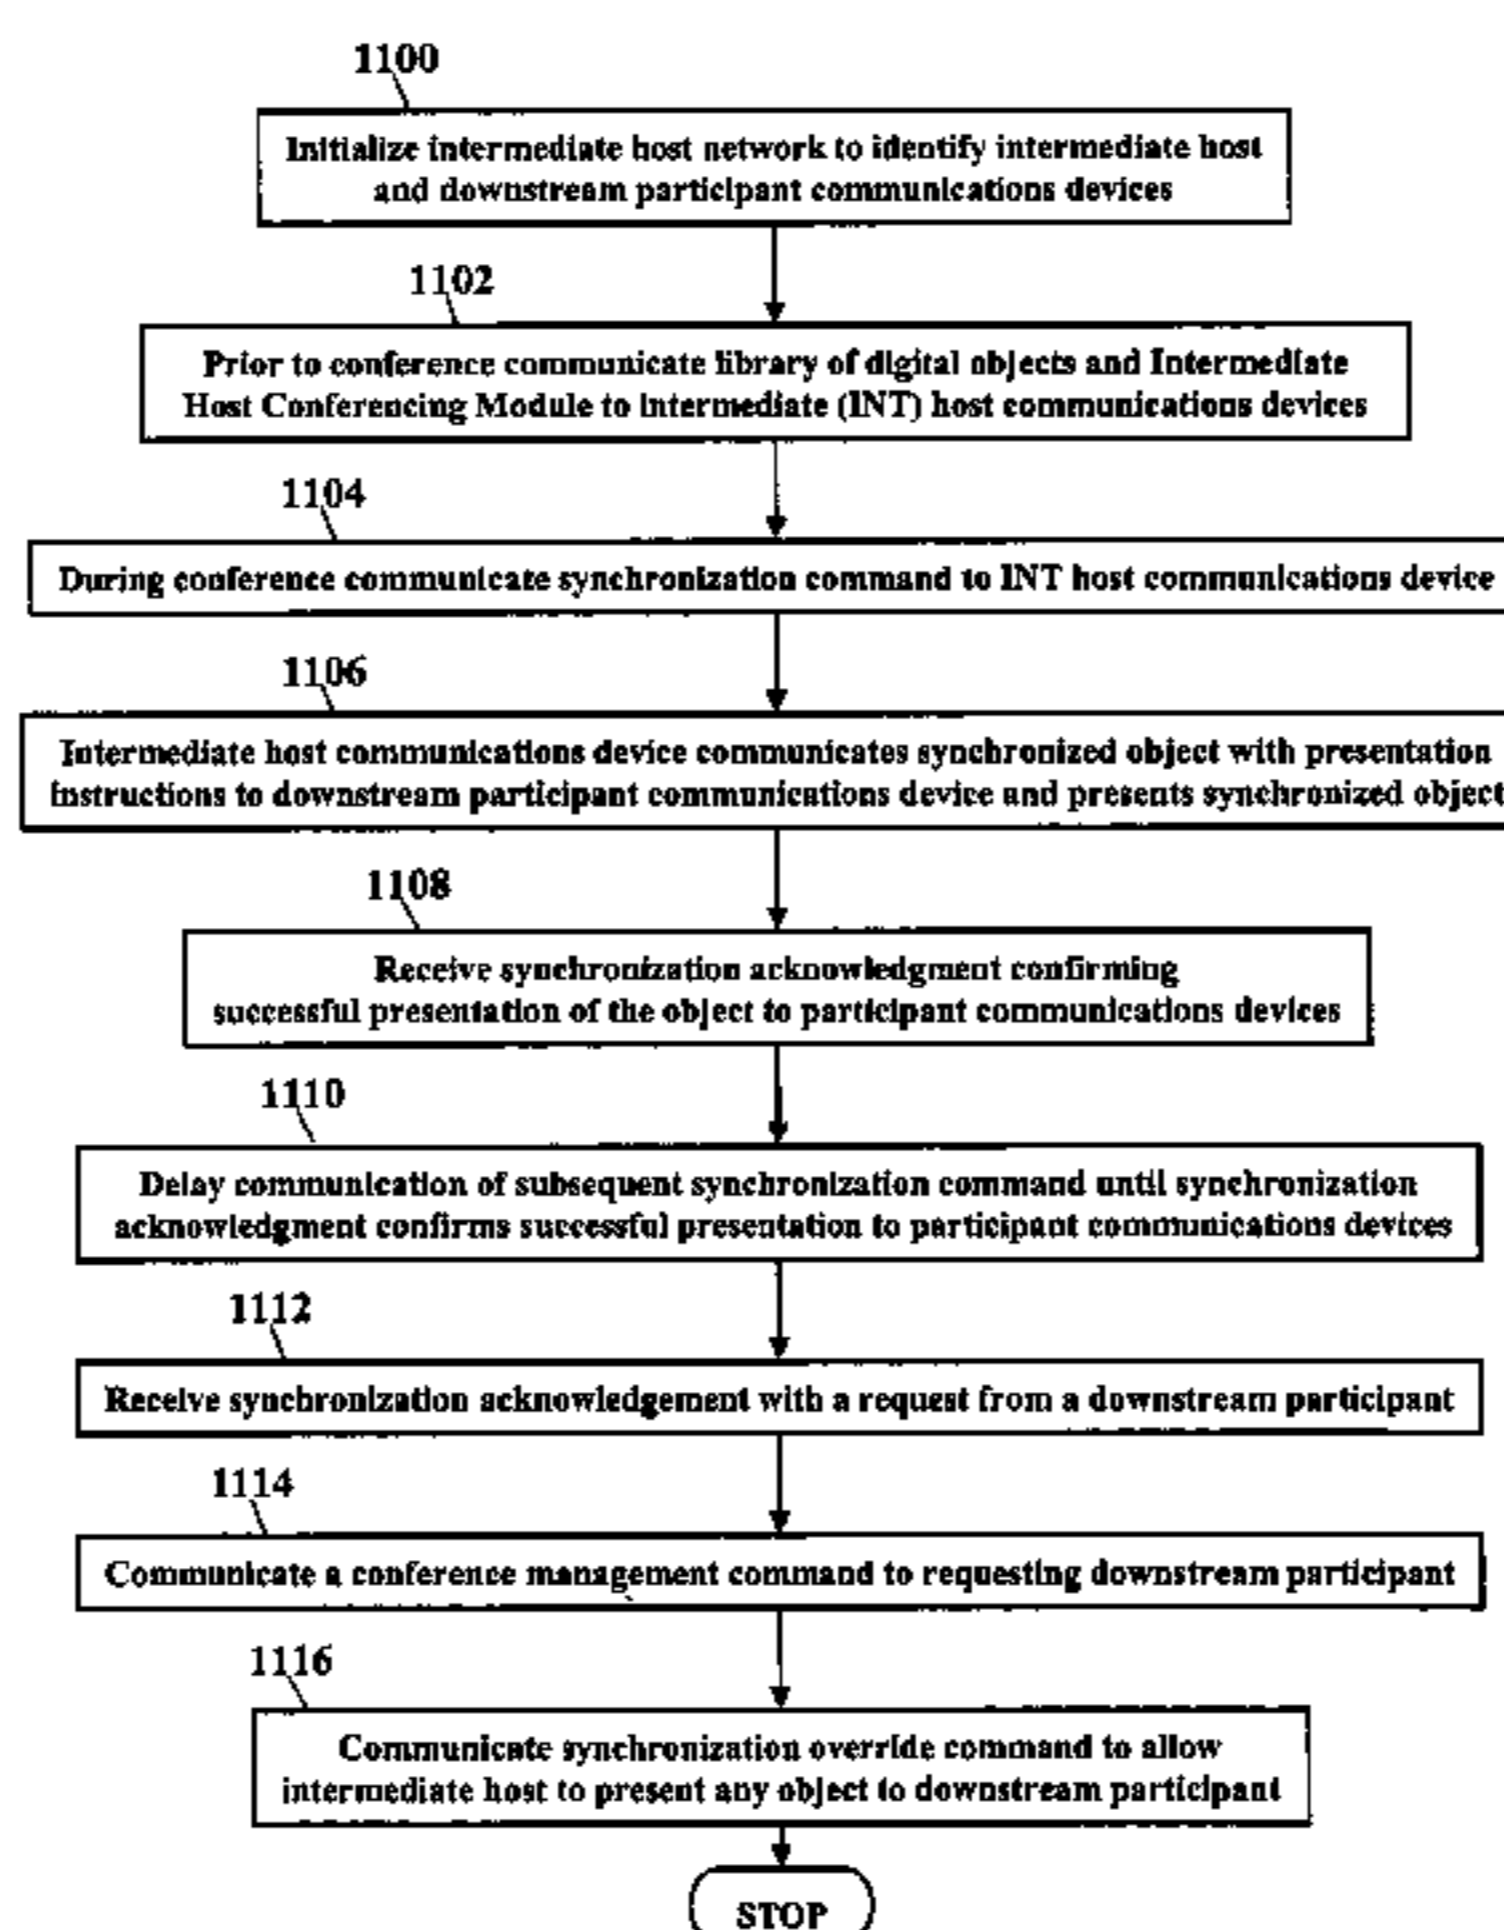 1100
Initialize intermediate host network to identify intermediate host
and downstream participant communications devices
1102
Prior to conference communicate library of digital objects and Intermediate
Host Conferencing Module to intermediate (INT) host communications devices
1104
During conference communicate synchronization command to INT host communications device
1106
Intermediate host communications device communicates synchronized object with presentation
instructions to downstream participant communications device and presents synchronized object
1108
Receive synchronization acknowledgment confirming
successful presentation of the object to participant communications devices
1110
Delay communication of subsequent synchronization command until synchronization
acknowledgment confirms successful presentation to participant communications devices
1112
Receive synchronization acknowledgement with a request from a downstream participant
1114
Communicate a conference management command to requesting downstream participant
1116
Communicate synchronization override command to allow
intermediate host to present any object to downstream participant
STOP